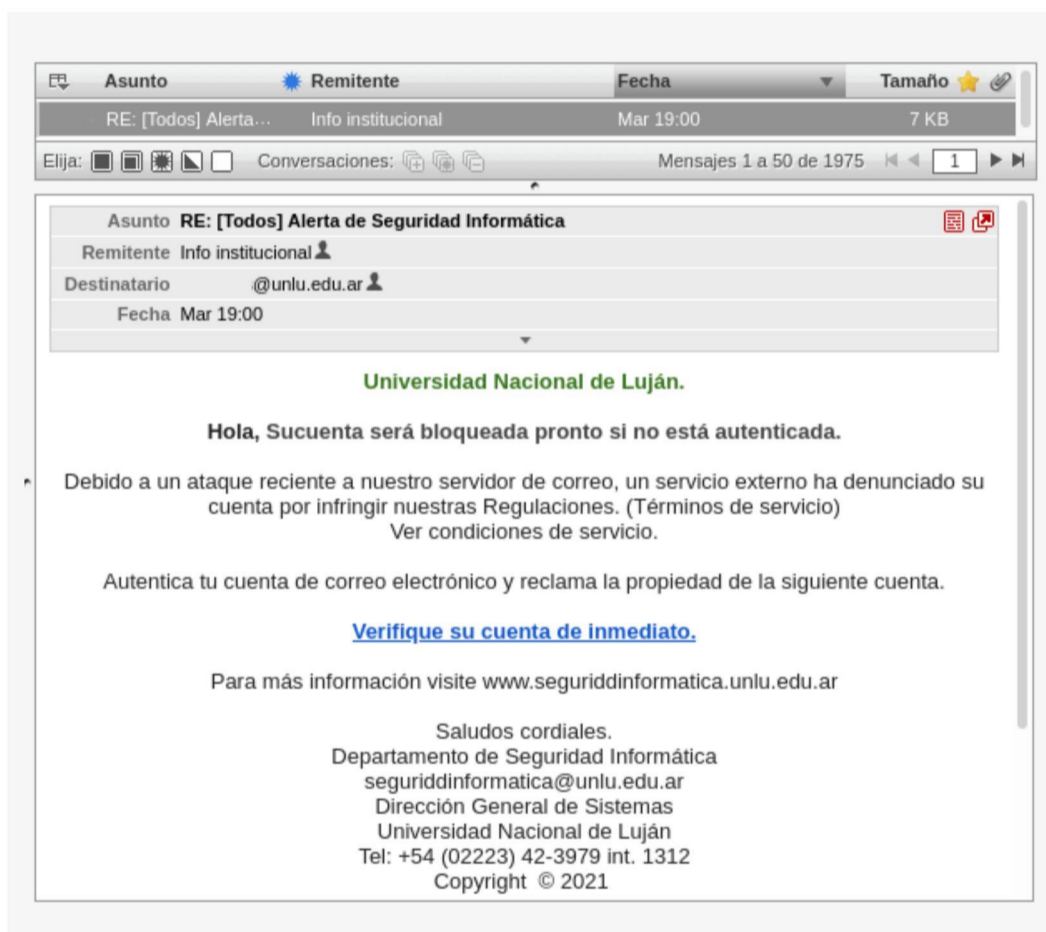 Asunto Remitente Fecha Tamaño
RE: [Todos] Alerta... Info institucional Mar 19:00 7 KB
Elija: Conversaciones: Mensajes 1 a 50 de 1975 1
Asunto RE: [Todos] Alerta de Seguridad Informática
Remitente Info institucional
Destinatario @unlu.edu.ar
Fecha Mar 19:00
Universidad Nacional de Luján.
Hola, Sucuenta será bloqueada pronto si no está autenticada.
Debido a un ataque reciente a nuestro servidor de correo, un servicio externo ha denunciado su
cuenta por infringir nuestras Regulaciones. (Términos de servicio)
Ver condiciones de servicio.
Autentica tu cuenta de correo electrónico y reclama la propiedad de la siguiente cuenta.
Verifique su cuenta de inmediato.
Para más información visite www.seguriddinformatica.unlu.edu.ar
Saludos cordiales.
Departamento de Seguridad Informática
seguriddinformatica@unlu.edu.ar
Dirección General de Sistemas
Universidad Nacional de Luján
Tel: +54 (02223) 42-3979 int. 1312
Copyright © 2021